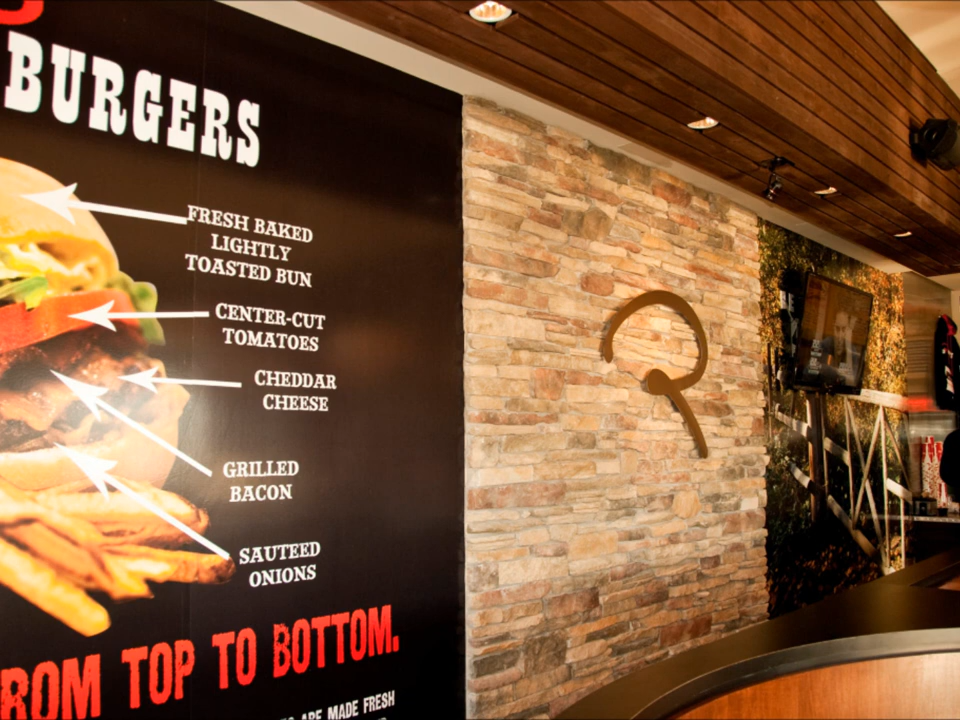 BURGERS
FRESH BAKED
LIGHTLY
TOASTED BUN
CENTER-CUT
TOMATOES
CHEDDAR
CHEESE
GRILLED
BACON
SAUTEED
ONIONS
ROM TOP TO BOTTOM.
ARE MADE FRESH